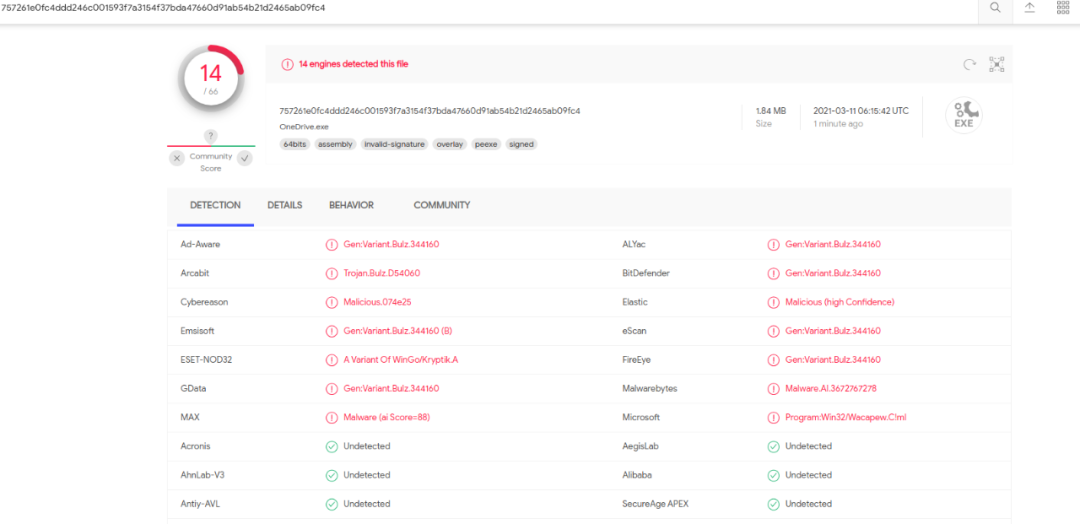 757261e0fc4ddd246c001593f7a3154f37bda47660d91ab54b21d2465ab09fc4
14
/ 66
?
Community
Score
14 engines detected this file
757261e0fc4ddd246c001593f7a3154f37bda47660d91ab54b21d2465ab09fc4
OneDrive.exe
64bits assembly invalid-signature overlay peexe signed
1.84 MB
Size
2021-03-11 06:15:42 UTC
1 minute ago
EXE
DETECTION DETAILS BEHAVIOR COMMUNITY
Ad-Aware Gen:Variant.Bulz.344160 ALYac Gen:Variant.Bulz.344160
Arcabit Trojan.Bulz.D54060 BitDefender Gen:Variant.Bulz.344160
Cybereason Malicious.074e25 Elastic Malicious (high Confidence)
Emsisoft Gen:Variant.Bulz.344160 (B) eScan Gen:Variant.Bulz.344160
ESET-NOD32 A Variant Of WinGo/Kryptik.A FireEye Gen:Variant.Bulz.344160
GData Gen:Variant.Bulz.344160 Malwarebytes Malware.AI.3672767278
MAX Malware (ai Score=88) Microsoft Program:Win32/Wacapew.C!ml
Acronis Undetected AegisLab Undetected
AhnLab-V3 Undetected Alibaba Undetected
Antiy-AVL Undetected SecureAge APEX Undetected